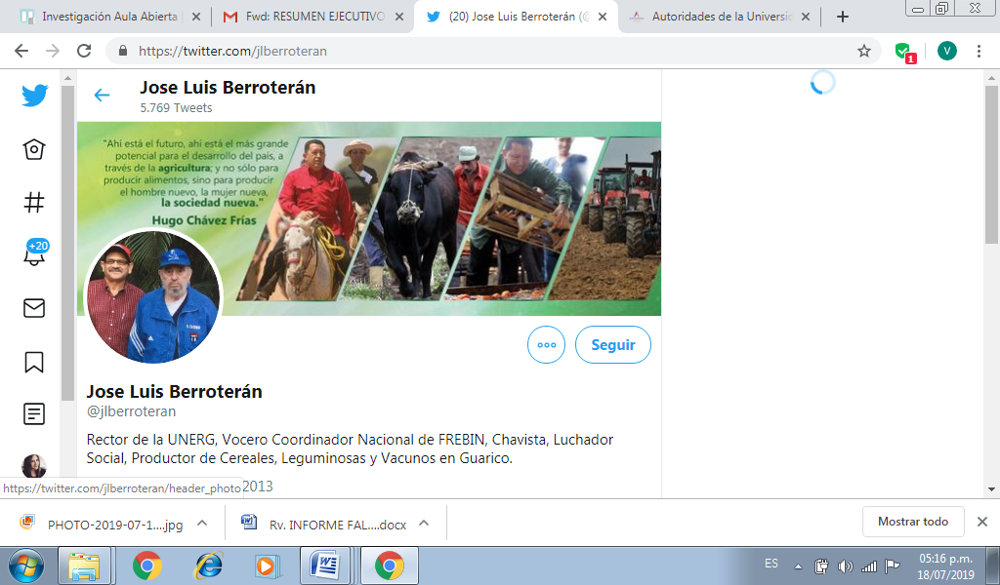 Investigación Aula Abierta
Fwd: RESUMEN EJECUTIVO
(20) Jose Luis Berroterán (@
Autoridades de la Universid
https://twitter.com/jlberroteran
1
V
Jose Luis Berroterán
5.769 Tweets
"Ahí está el futuro, ahí está el más grande
potencial para el desarrollo del país, a
través de la agricultura; y no sólo para
producir alimentos, sino para producir
el hombre nuevo, la mujer nueva,
la sociedad nueva."
Hugo Chávez Frías
+20
Seguir
Jose Luis Berroterán
@jlberroteran
Rector de la UNERG, Vocero Coordinador Nacional de FREBIN, Chavista, Luchador
Social, Productor de Cereales, Leguminosas y Vacunos en Guarico.
2013
https://twitter.com/jlberroteran/header_photo
PHOTO-2019-07-1....jpg
Rv. INFORME FAL....docx
Mostrar todo
ES
05:16 p.m.
18/07/2019